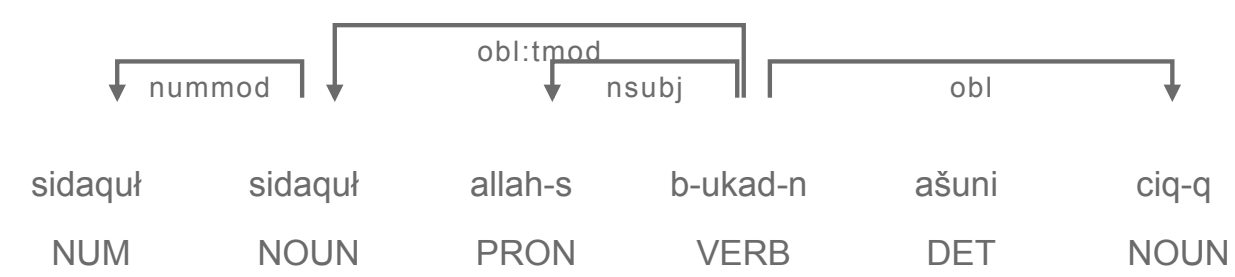 obl:tmod
nummod nsubj obl
sidaquł sidaquł allah-s b-ukad-n ašuni ciq-q
NUM NOUN PRON VERB DET NOUN